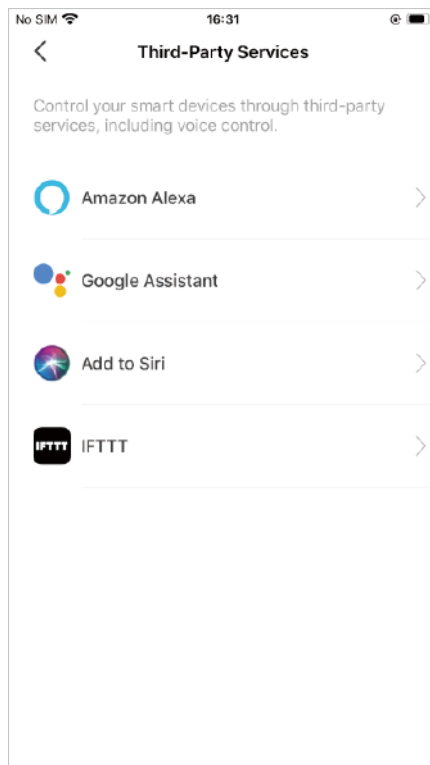 No SIM 16:31
Third-Party Services
Control your smart devices through third-party
services, including voice control.
Amazon Alexa
Google Assistant
Add to Siri
IFTTT IFTTT